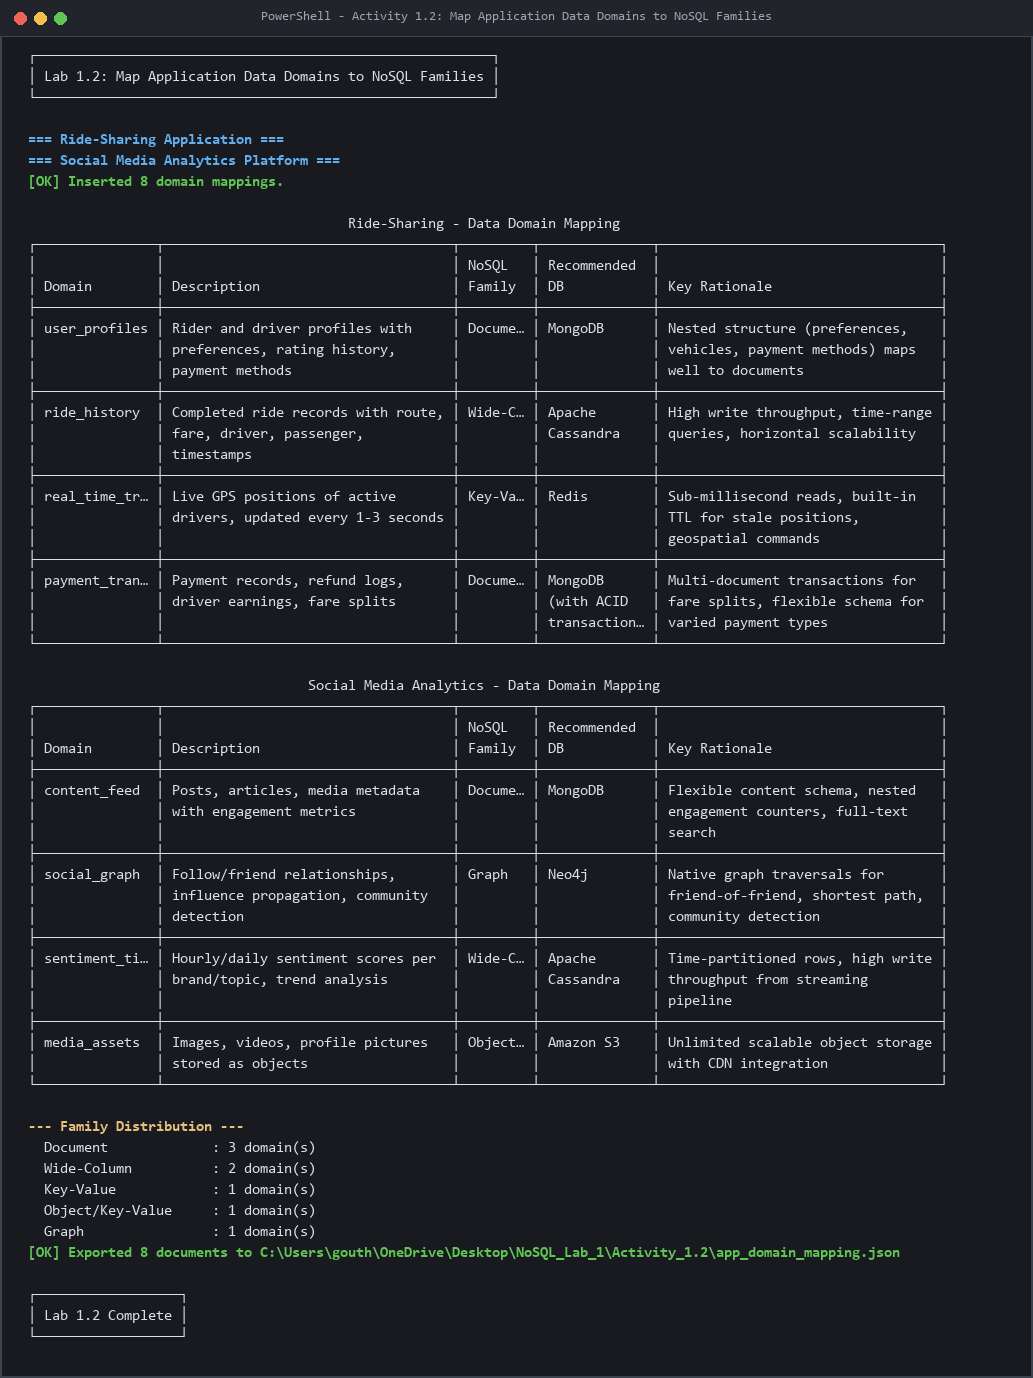 PowerShell - Activity 1.2: Map Application Data Domains to NoSQL Families
Lab 1.2: Map Application Data Domains to NoSQL Families
=== Ride-Sharing Application ===
=== Social Media Analytics Platform ===
[OK] Inserted 8 domain mappings.
Ride-Sharing - Data Domain Mapping
NoSQL Recommended
Domain Description Family DB Key Rationale
user_profiles Rider and driver profiles with Docume… MongoDB Nested structure (preferences,
preferences, rating history, vehicles, payment methods) maps
payment methods well to documents
ride_history Completed ride records with route, Wide-C… Apache High write throughput, time-range
fare, driver, passenger, Cassandra queries, horizontal scalability
timestamps
real_time_tr… Live GPS positions of active Key-Va… Redis Sub-millisecond reads, built-in
drivers, updated every 1-3 seconds TTL for stale positions,
geospatial commands
payment_tran… Payment records, refund logs, Docume… MongoDB Multi-document transactions for
driver earnings, fare splits (with ACID fare splits, flexible schema for
transaction… varied payment types
Social Media Analytics - Data Domain Mapping
NoSQL Recommended
Domain Description Family DB Key Rationale
content_feed Posts, articles, media metadata Docume… MongoDB Flexible content schema, nested
with engagement metrics engagement counters, full-text
search
social_graph Follow/friend relationships, Graph Neo4j Native graph traversals for
influence propagation, community friend-of-friend, shortest path,
detection community detection
sentiment_ti… Hourly/daily sentiment scores per Wide-C… Apache Time-partitioned rows, high write
brand/topic, trend analysis Cassandra throughput from streaming
pipeline
media_assets Images, videos, profile pictures Object… Amazon S3 Unlimited scalable object storage
stored as objects with CDN integration
--- Family Distribution ---
Document : 3 domain(s)
Wide-Column : 2 domain(s)
Key-Value : 1 domain(s)
Object/Key-Value : 1 domain(s)
Graph : 1 domain(s)
[OK] Exported 8 documents to C:\Users\gouth\OneDrive\Desktop\NoSQL_Lab_1\Activity_1.2\app_domain_mapping.json
Lab 1.2 Complete